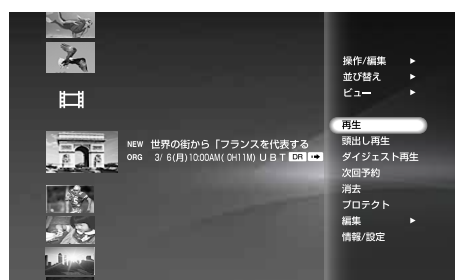 操作/編集 ▶
並び替え ▶
ビュー ▶
NEW 世界の街から「フランスを代表する
ORG 3/ 6(月)10:00AM( 0H11M) U B T DR
再生
頭出し再生
ダイジェスト再生
次回予約
消去
プロテクト
編集 ▶
情報/設定